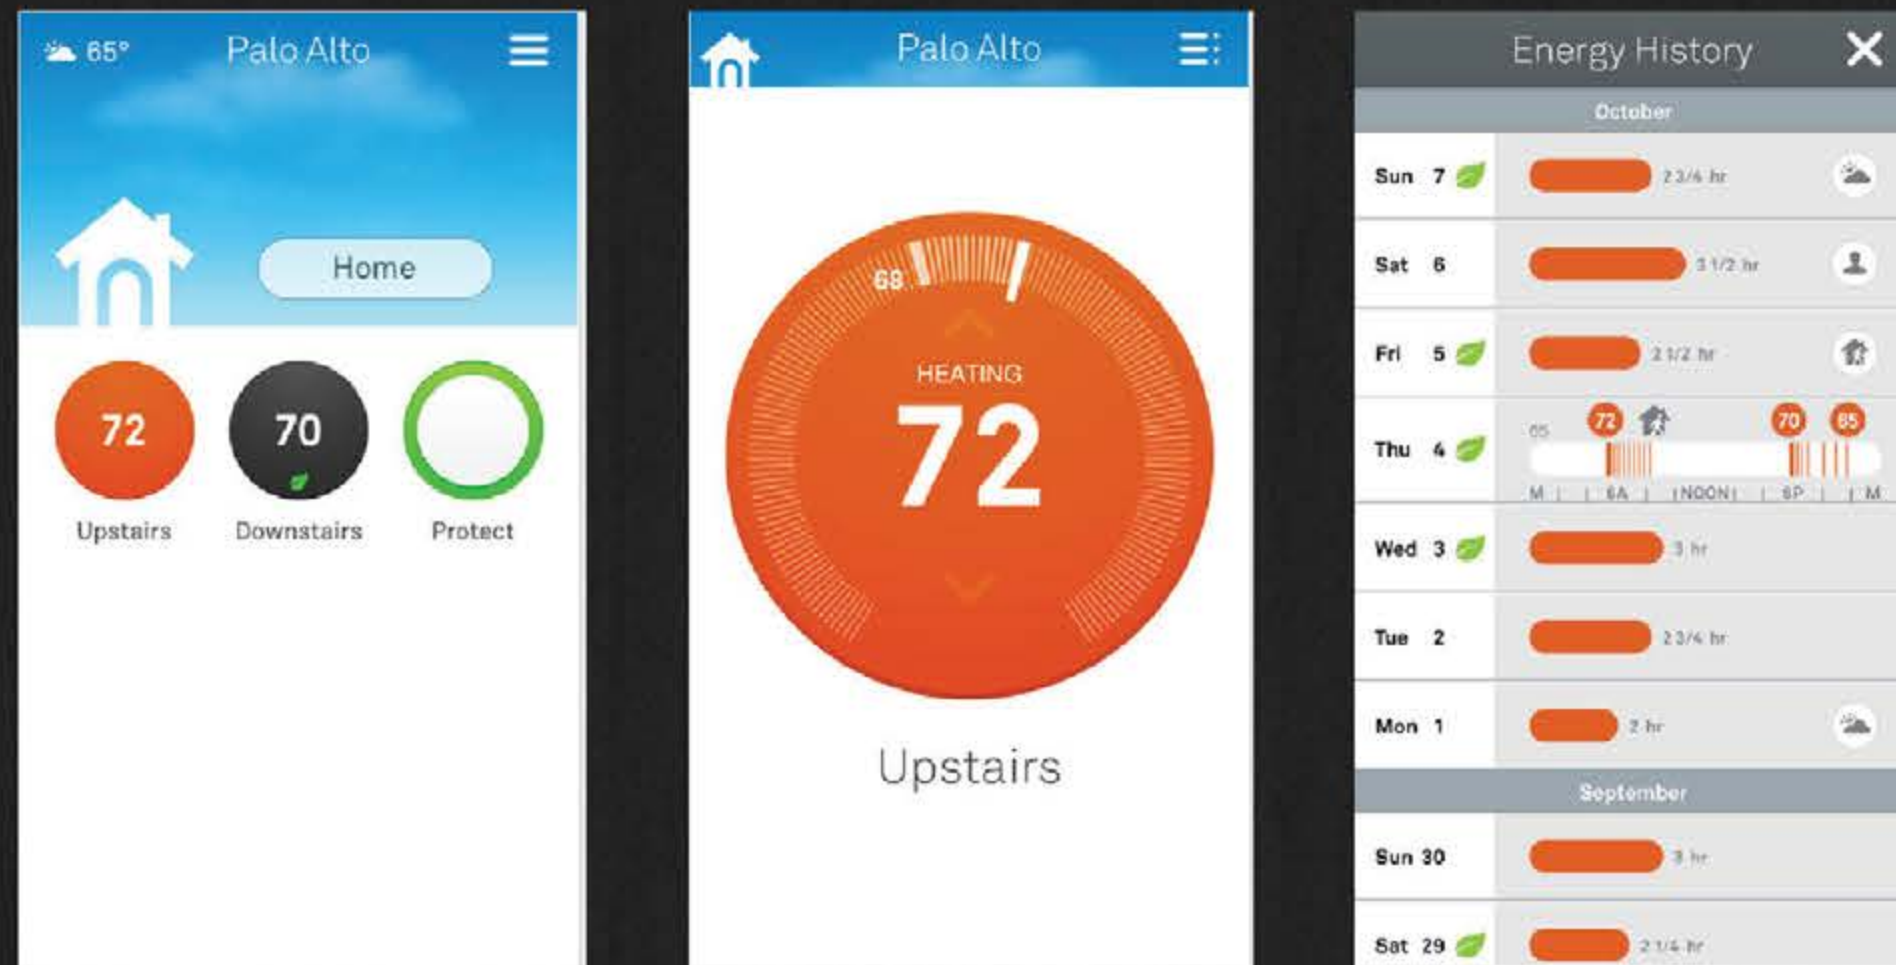 65° Palo Alto
Home
72 70
Upstairs Downstairs Protect
Palo Alto
68
HEATING
72
Upstairs
Energy History
October
Sun 7 2 3/4 hr
Sat 6 3 1/2 hr
Fri 5 2 1/2 hr
65 72 70 65
Thu 4
M 6A NOON 6P M
Wed 3 3 hr
Tue 2 2 3/4 hr
Mon 1 2 hr
September
Sun 30 3 hr
Sat 29 2 1/4 hr